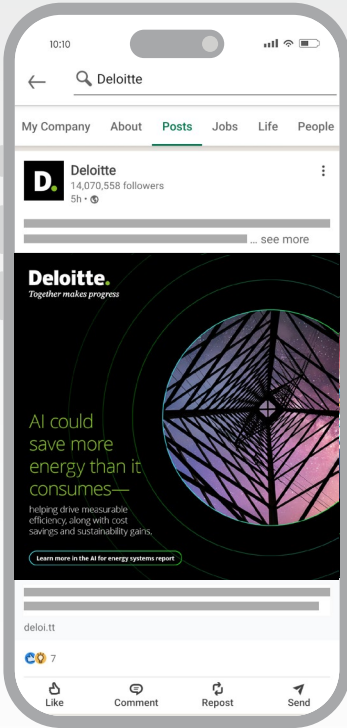 10:10
Deloitte
My Company About Posts Jobs Life People
D.
Deloitte
14,070,558 followers
5h •
... see more
Deloitte.
Together makes progress
AI could
save more
energy than it
consumes—
helping drive measurable
efficiency, along with cost
savings and sustainability gains.
Learn more in the AI for energy systems report
deloi.tt
7
Like Comment Repost Send